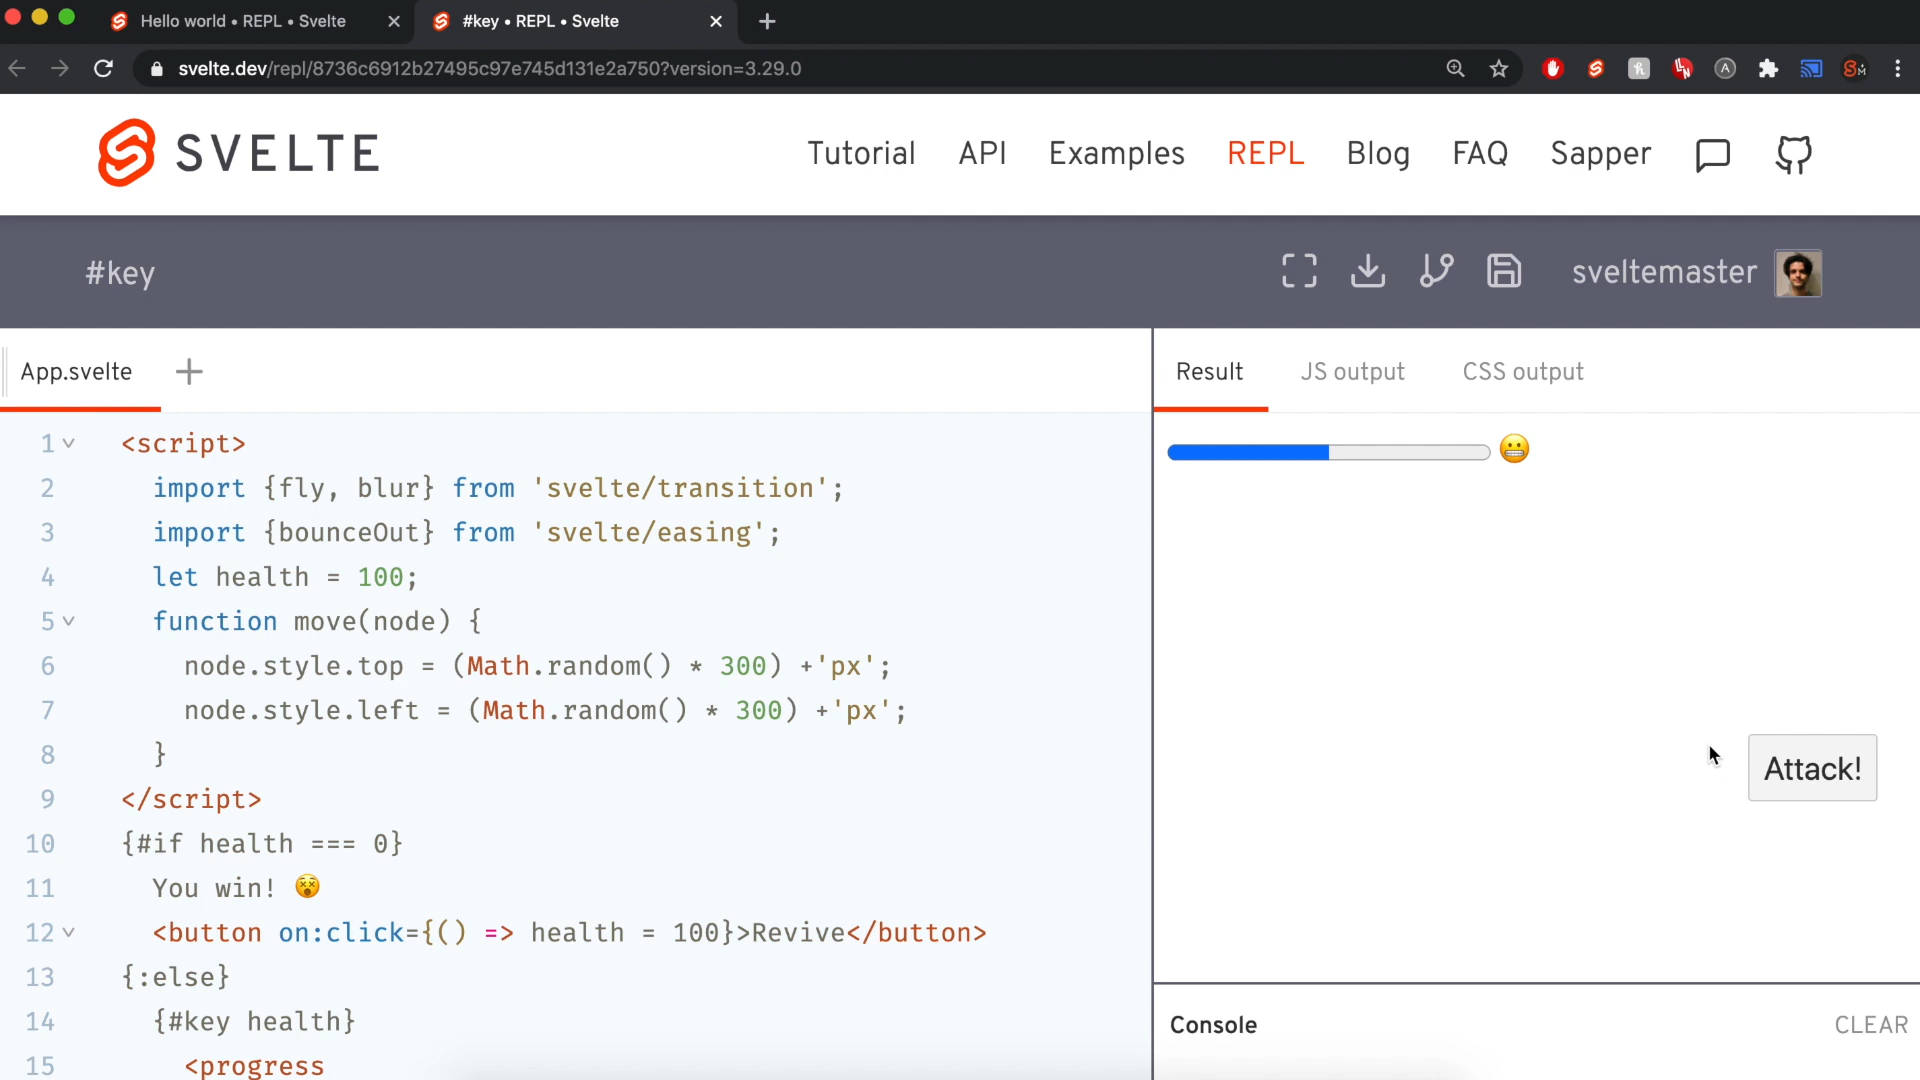 Hello world • REPL • Svelte
#key • REPL • Svelte
svelte.dev/repl/8736c6912b27495c97e745d131e2a750?version=3.29.0
SVELTE
Tutorial
API
Examples
REPL
Blog
FAQ
Sapper
#key
sveltemaster
App.svelte
Result
JS output
CSS output
1 <script>
2 import {fly, blur} from 'svelte/transition';
3 import {bounceOut} from 'svelte/easing';
4 let health = 100;
5 function move(node) {
6 node.style.top = (Math.random() * 300) +'px';
7 node.style.left = (Math.random() * 300) +'px';
8 }
9 </script>
10 {#if health === 0}
11 You win! 😵
12 <button on:click={() => health = 100}>Revive</button>
13 {:else}
14 {#key health}
15 <progress
😬
Attack!
Console
CLEAR